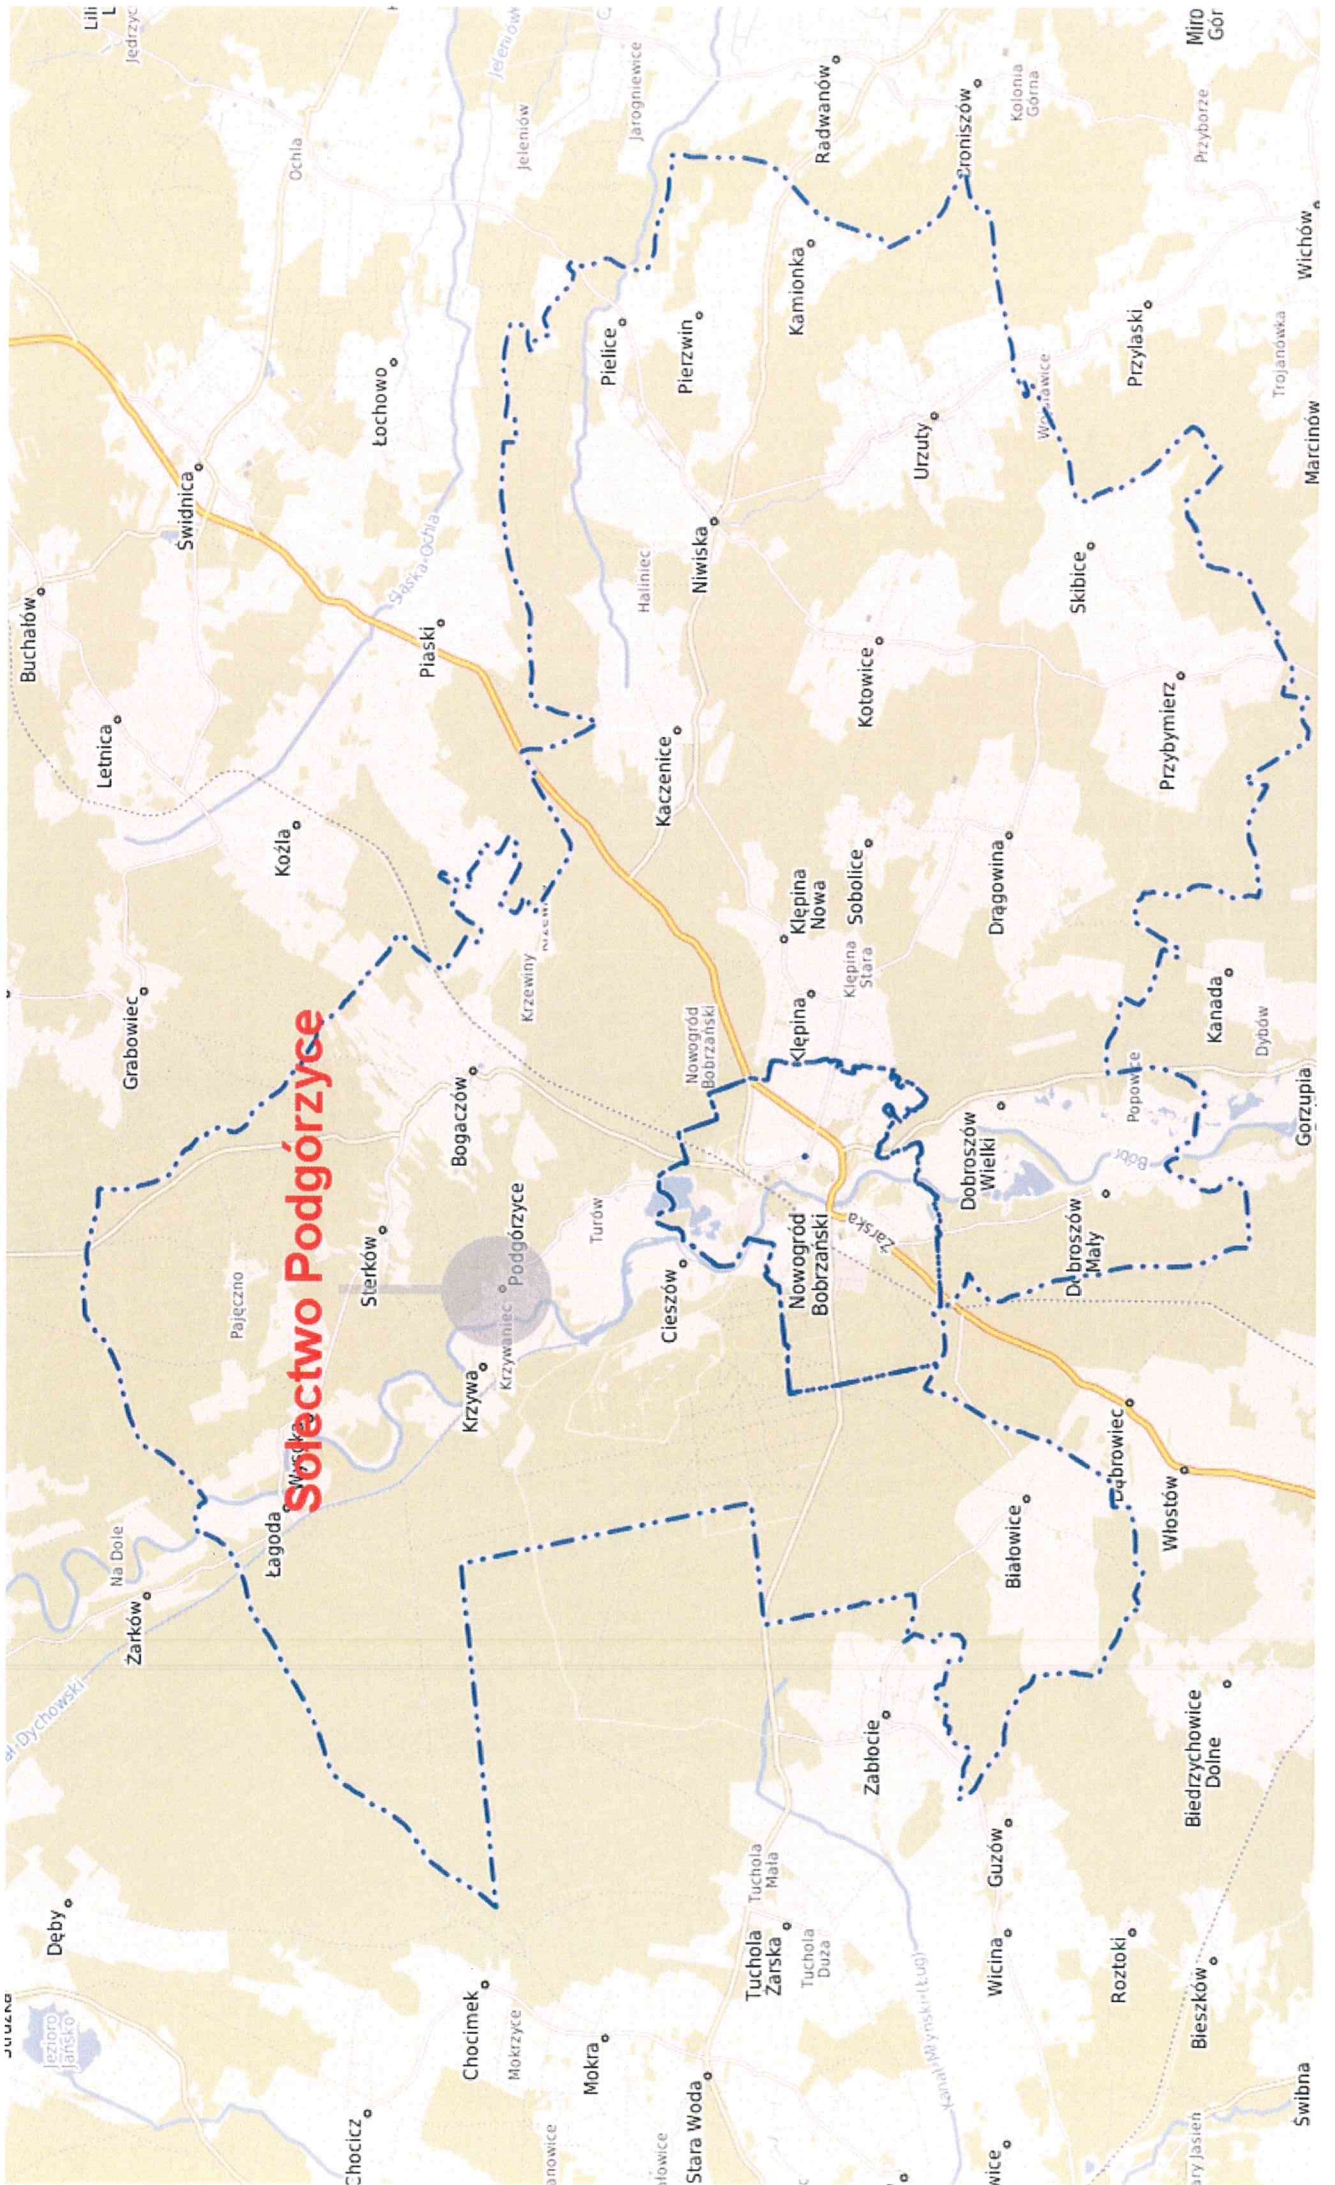 Sołectwo Podgórzyce
Dęby
Jezioro
Jańsko
Żarków
Na Dole
Grabowiec
Letnica
Buchałów
Świdnica
Ochla
Łochowo
Piaski
Śląska Ochla
Koźla
Pajęczno
Łagoda
Wysoka
Sterków
Bogaczów
Krzywa
Krzywaniec
Podgórzyce
Turów
Krzewiny
Cieszów
Nowogród
Bobrzański
Chocicz
Chocimek
Mokrzyce
Mokra
Stara Woda
Tuchola
Żarska
Tuchola
Mała
Tuchola
Duża
Nowogród
Bobrzański
Żarska
Klępina
Klępina
Nowa
Klępina
Stara
Sobolice
Kaczenice
Haliniec
Niwiska
Pielice
Pierzwin
Jeleniów
Jarogniewice
Radwanów
Kamionka
Kolonia
Górna
Przyborze
Urzuty
Kotowice
Skibice
Przylaski
Wichów
Trojanówka
Marcinów
Przybymierz
Drągowina
Kanada
Dybów
Popowice
Bóbr
Gorzupia
Dobroszów
Wielki
Dobroszów
Mały
Dąbrowiec
Włostów
Białowice
Zabłocie
Guzów
Wicina
Biedrzychowice
Dolne
Roztoki
Bieszków
Świbna